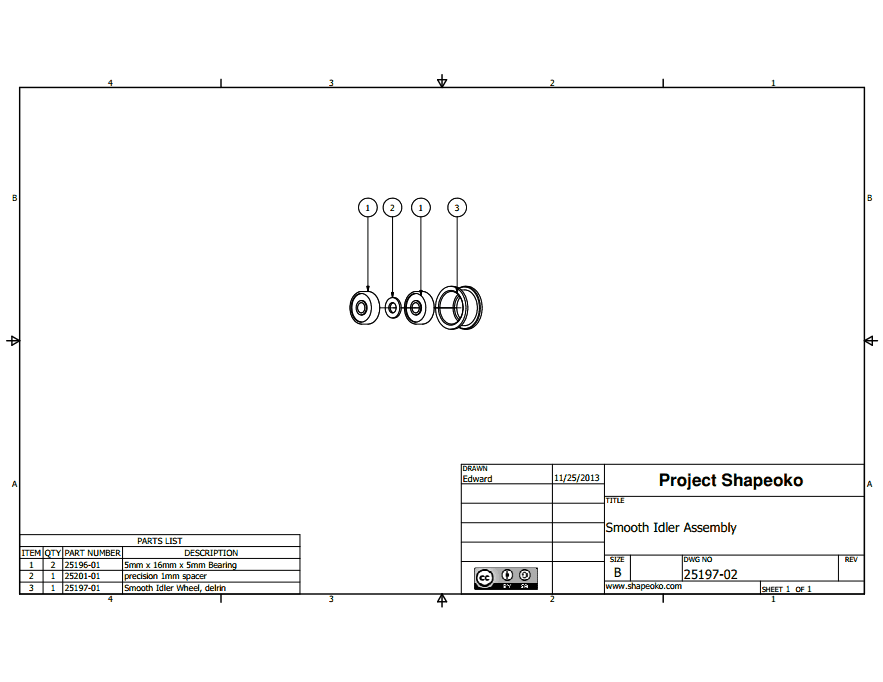 4 3 2 1
B B
1 2 1 3
A A
DRAWN
Edward 11/25/2013
Project Shapeoko
TITLE
Smooth Idler Assembly
SIZE DWG NO REV
B 25197-02
www.shapeoko.com SHEET 1 OF 1
cc BY SA
PARTS LIST
ITEM QTY PART NUMBER DESCRIPTION
1 2 25196-01 5mm x 16mm x 5mm Bearing
2 1 25201-01 precision 1mm spacer
3 1 25197-01 Smooth Idler Wheel, delrin
4 3 2 1